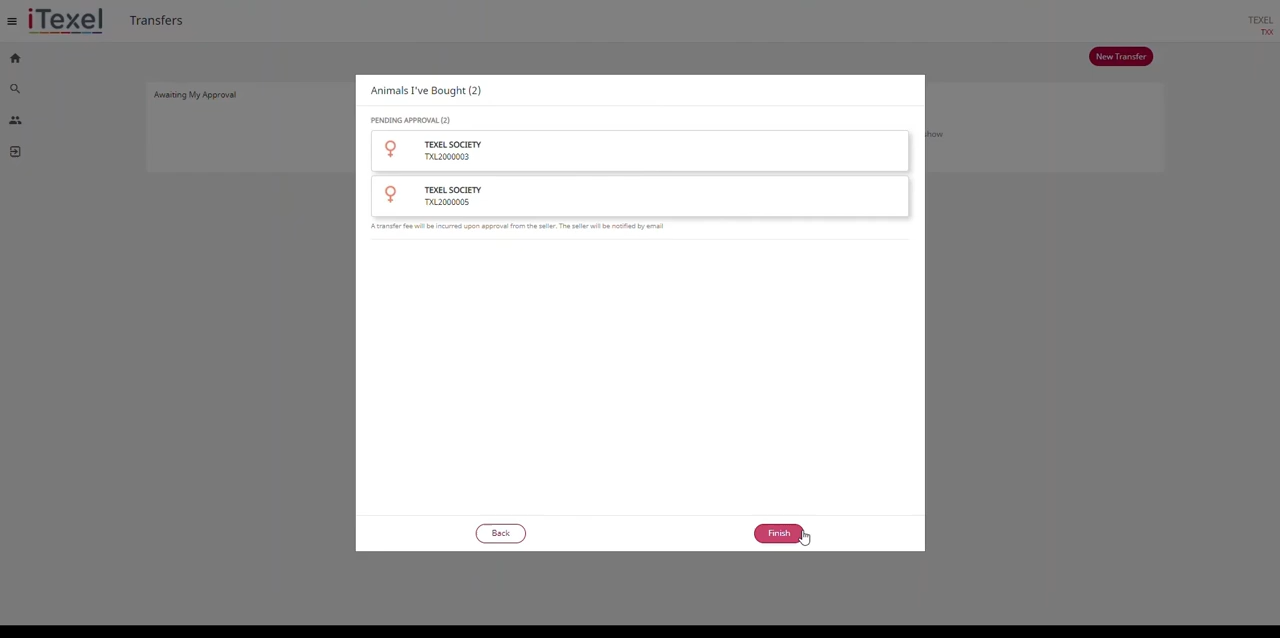 iTexel
Transfers
TEXEL
TXX
New Transfer
Awaiting My Approval
show
Animals I've Bought (2)
PENDING APPROVAL (2)
TEXEL SOCIETY
TXL2000003
TEXEL SOCIETY
TXL2000005
A transfer fee will be incurred upon approval from the seller. The seller will be notified by email
Back
Finish